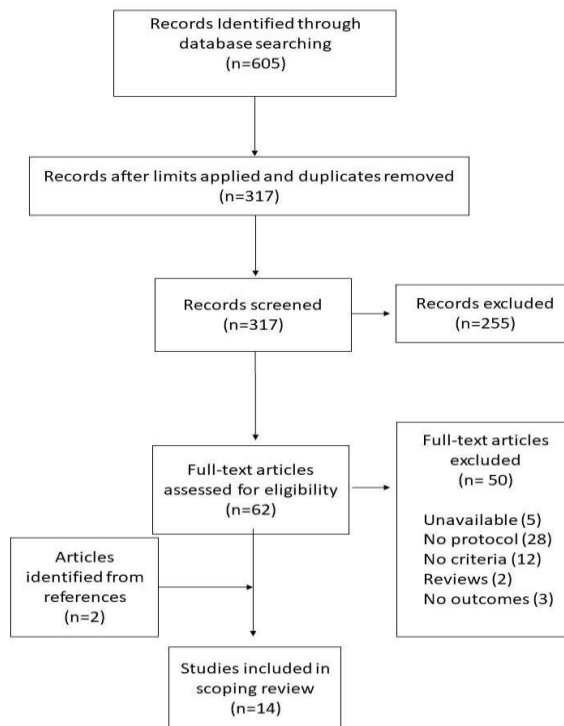 Records Identified through
database searching
(n=605)
Records after limits applied and duplicates removed
(n=317)
Records screened
(n=317)
Records excluded
(n=255)
Full-text articles
assessed for eligibility
(n=62)
Full-text articles
excluded
(n= 50)
Unavailable (5)
No protocol (28)
No criteria (12)
Reviews (2)
No outcomes (3)
Articles
identified from
references
(n=2)
Studies included in
scoping review
(n=14)